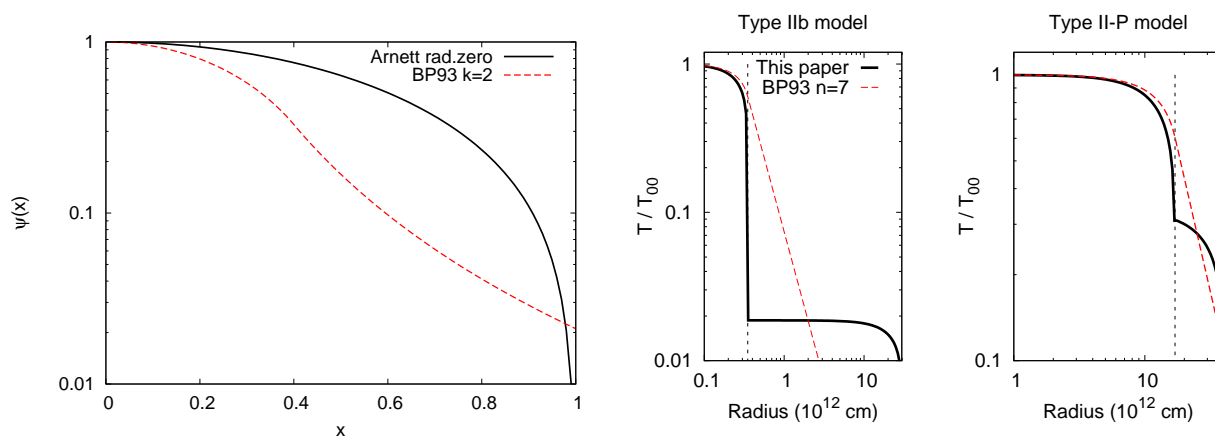 1
0.1
0.01
ψ(x)
0 0.2 0.4 0.6 0.8 1
x
Arnett rad.zero
BP93 k=2
Type IIb model
1
0.1
0.01
T / T00
0.1 1 10
Radius (10^12 cm)
This paper
BP93 n=7
Type II-P model
1
0.1
T / T00
1 10
Radius (10^12 cm)